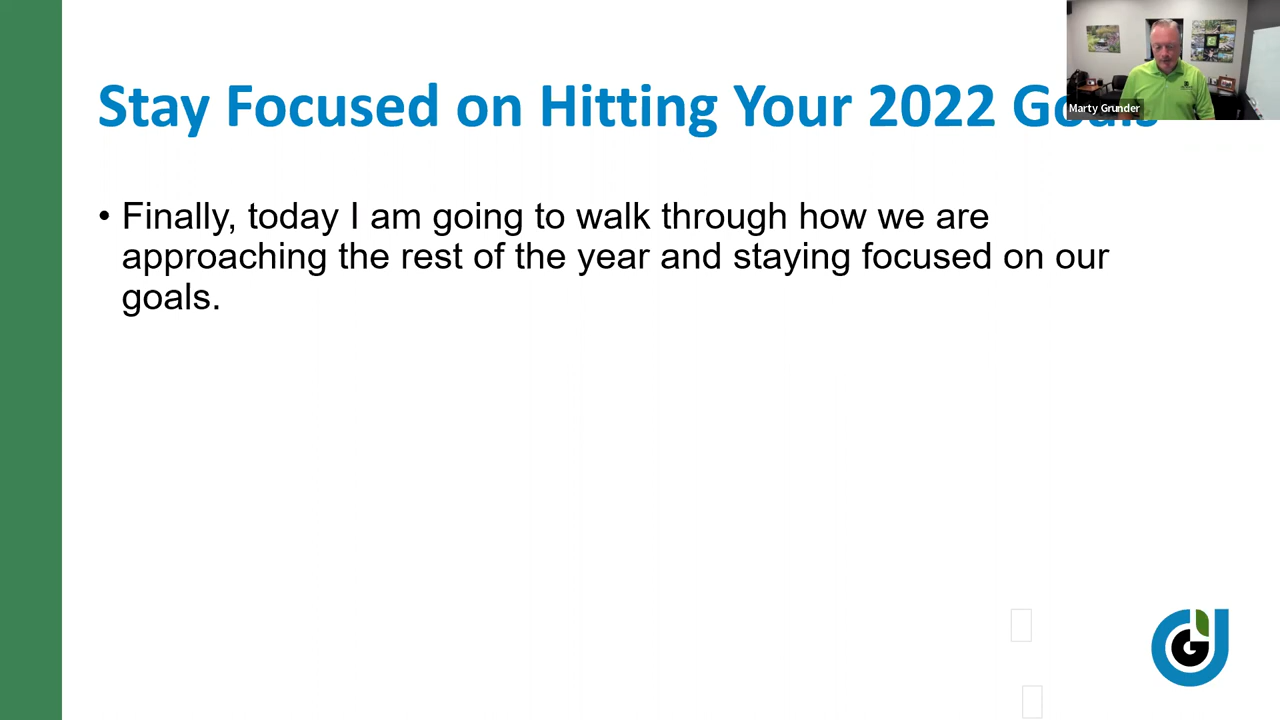 Stay Focused on Hitting Your 2022 Goals
Marty Grunder
• Finally, today I am going to walk through how we are
approaching the rest of the year and staying focused on our
goals.
G